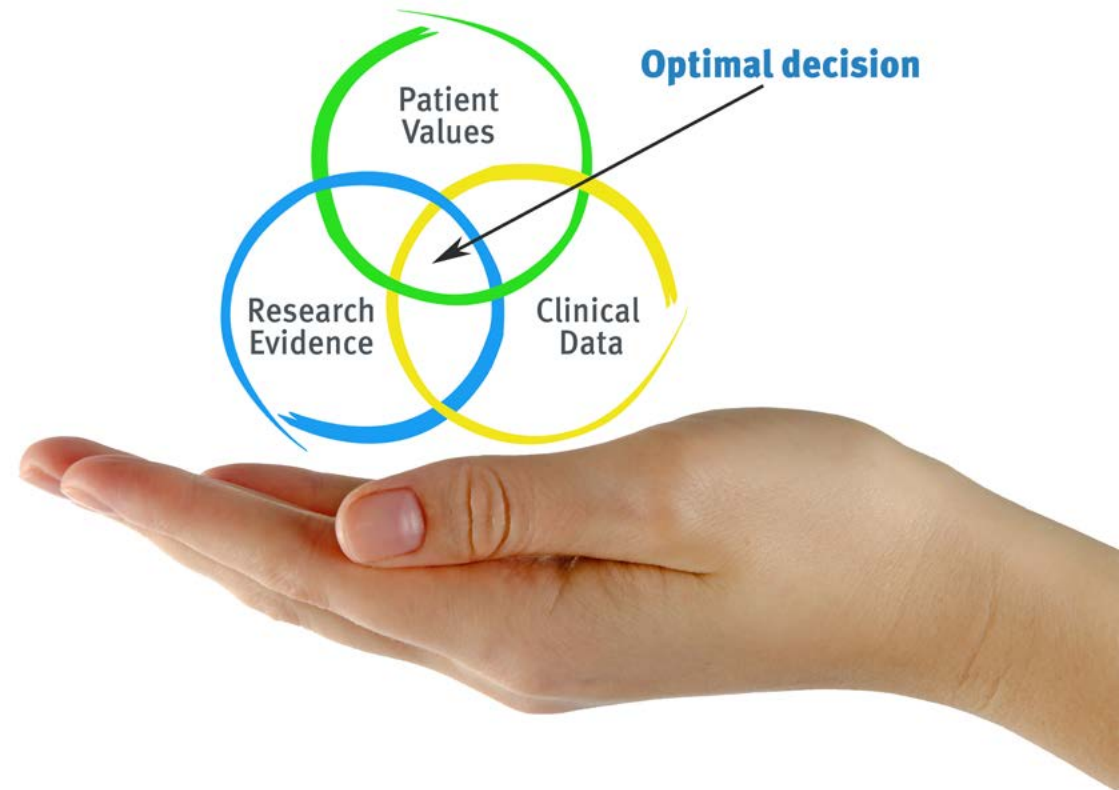 Optimal decision
Patient
Values
Research
Evidence
Clinical
Data